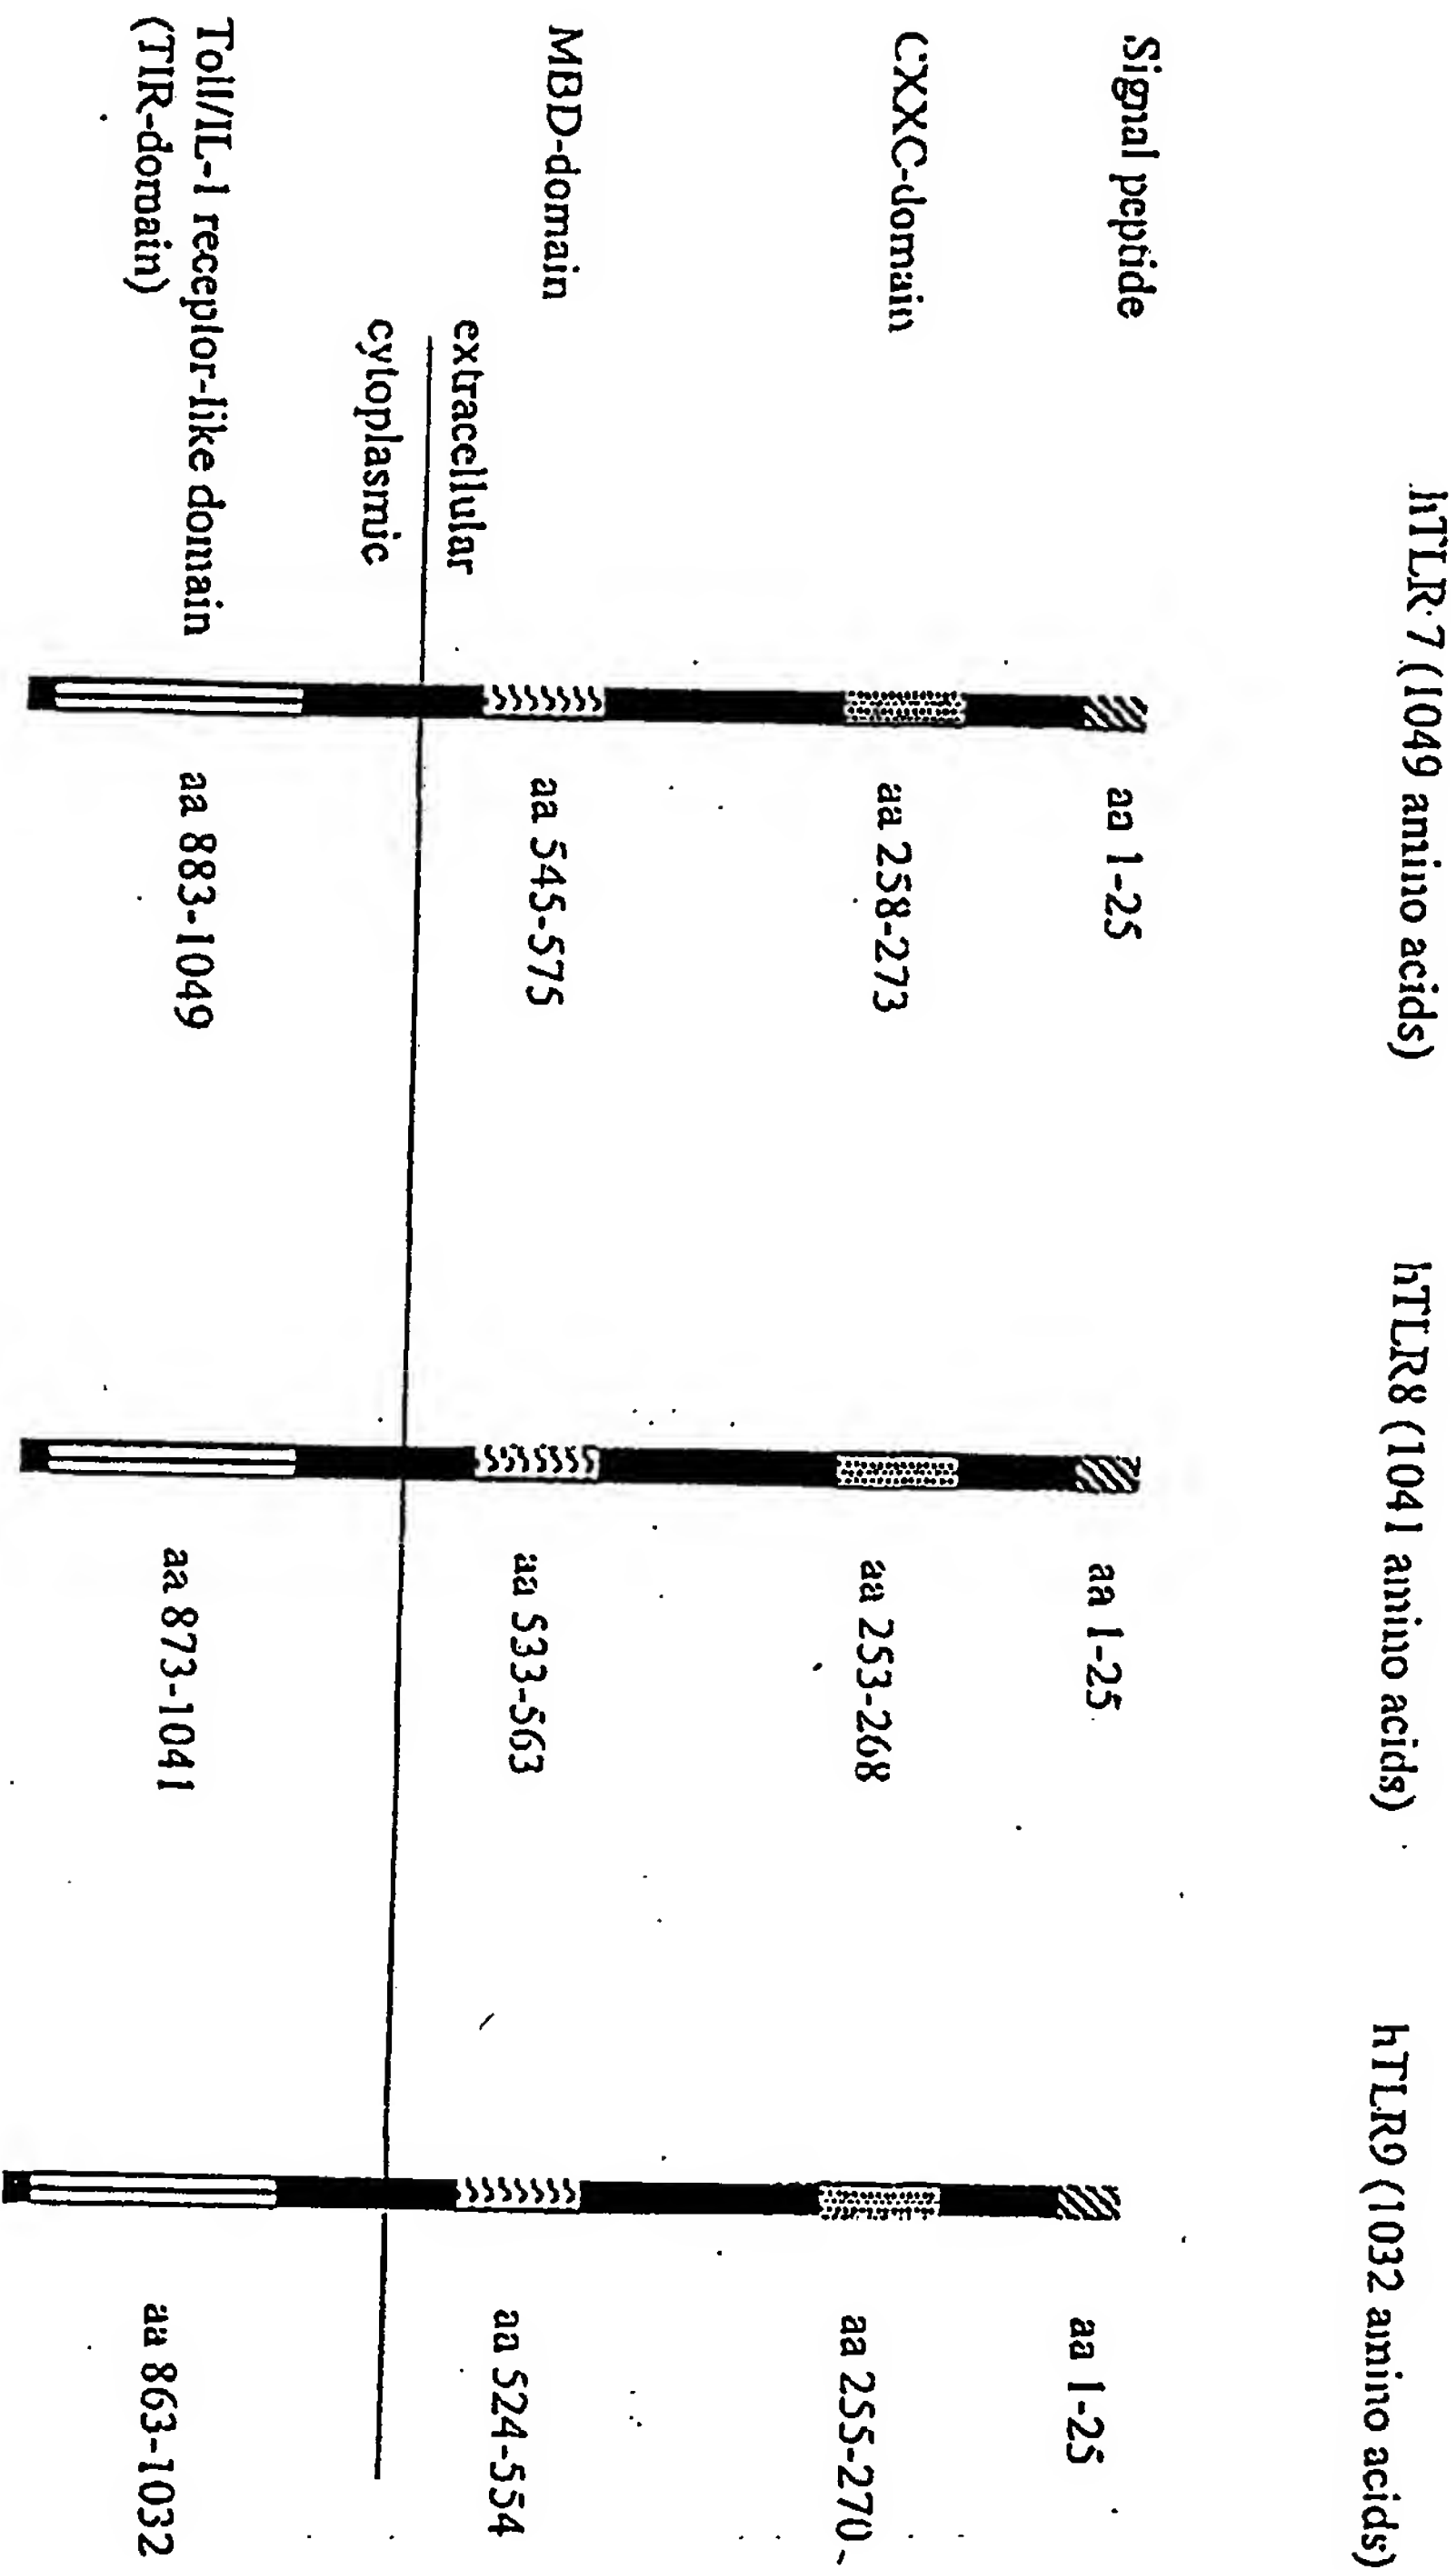 hTLR7 (1049 amino acids)
hTLR8 (1041 amino acids)
hTLR9 (1032 amino acids)
Signal peptide
aa 1-25
aa 1-25
aa 1-25
CXXC-domain
aa 258-273
aa 253-268
aa 255-270
MBD-domain
aa 545-575
aa 533-563
aa 524-554
extracellular
cytoplasmic
Toll/IL-1 receptor-like domain
(TIR-domain)
aa 883-1049
aa 873-1041
aa 863-1032